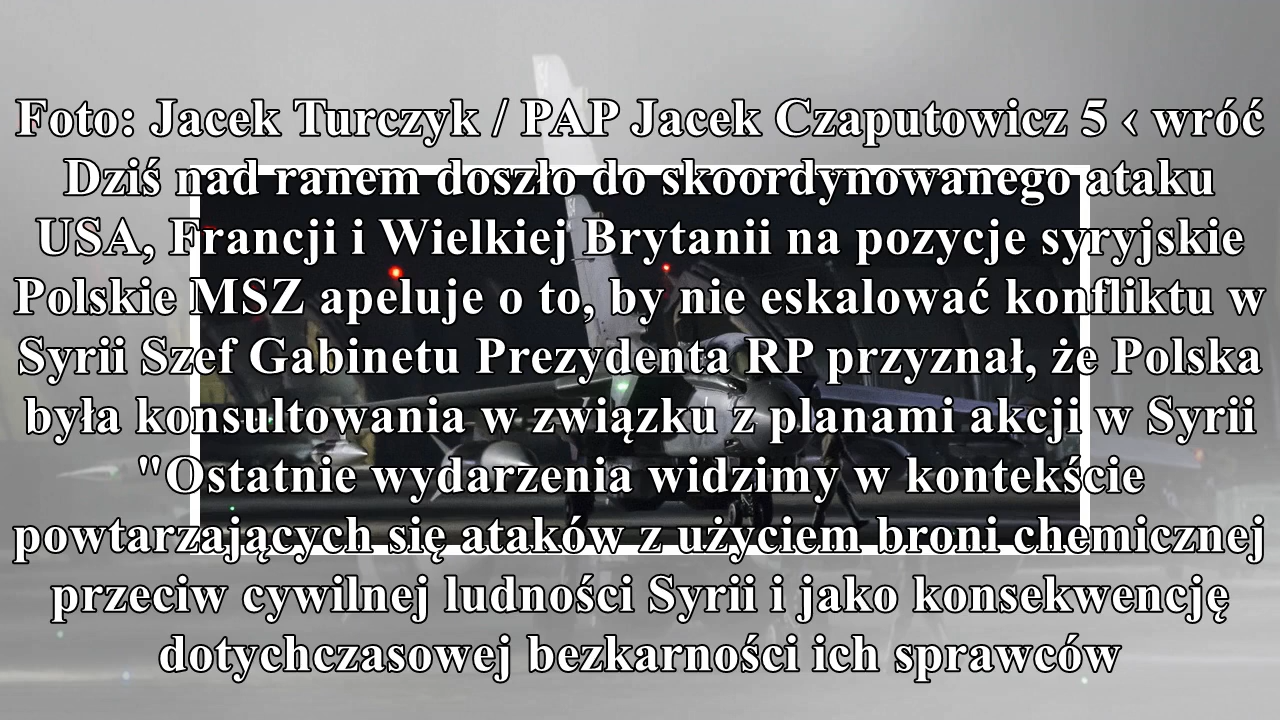 Foto: Jacek Turczyk / PAP Jacek Czaputowicz 5 ‹ wróć
Dziś nad ranem doszło do skoordynowanego ataku
USA, Francji i Wielkiej Brytanii na pozycje syryjskie
Polskie MSZ apeluje o to, by nie eskalować konfliktu w
Syrii Szef Gabinetu Prezydenta RP przyznał, że Polska
była konsultowania w związku z planami akcji w Syrii
"Ostatnie wydarzenia widzimy w kontekście
powtarzających się ataków z użyciem broni chemicznej
przeciw cywilnej ludności Syrii i jako konsekwencję
dotychczasowej bezkarności ich sprawców